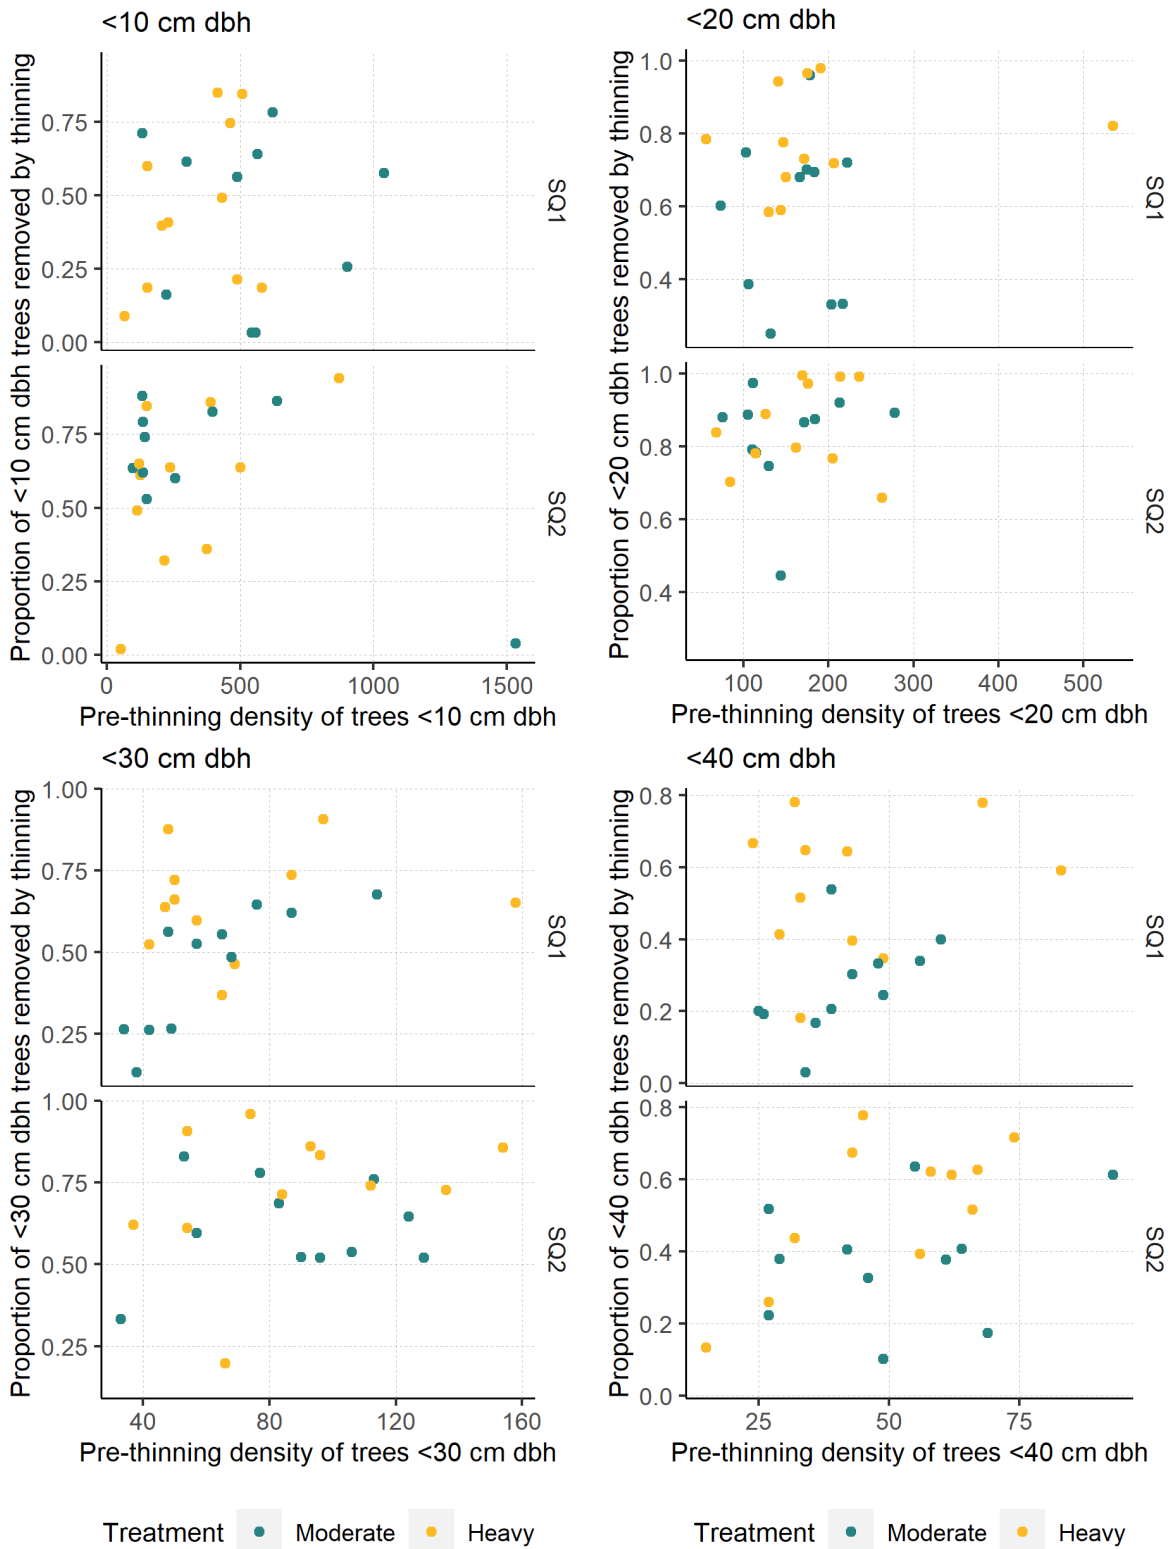 <10 cm dbh
Proportion of <10 cm dbh trees removed by thinning
0.75
0.50
0.25
0.00
SQ1
0.75
0.50
0.25
0.00
SQ2
0 500 1000 1500
Pre-thinning density of trees <10 cm dbh
<20 cm dbh
Proportion of <20 cm dbh trees removed by thinning
1.0
0.8
0.6
0.4
SQ1
1.0
0.8
0.6
0.4
SQ2
100 200 300 400 500
Pre-thinning density of trees <20 cm dbh
<30 cm dbh
Proportion of <30 cm dbh trees removed by thinning
1.00
0.75
0.50
0.25
SQ1
1.00
0.75
0.50
0.25
SQ2
40 80 120 160
Pre-thinning density of trees <30 cm dbh
<40 cm dbh
Proportion of <40 cm dbh trees removed by thinning
0.8
0.6
0.4
0.2
0.0
SQ1
0.8
0.6
0.4
0.2
0.0
SQ2
25 50 75
Pre-thinning density of trees <40 cm dbh
Treatment Moderate Heavy
Treatment Moderate Heavy